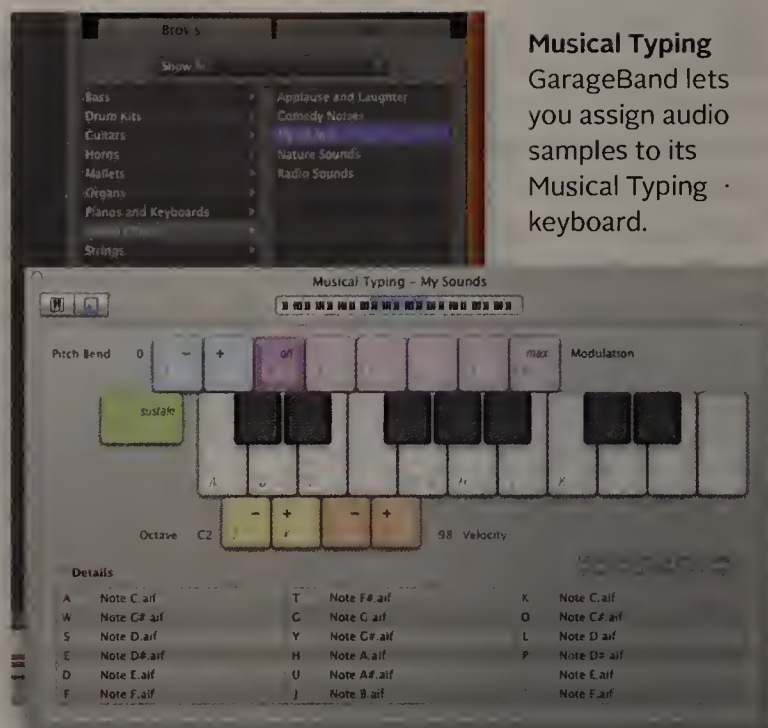 Musical Typing
GarageBand lets
you assign audio
samples to its
Musical Typing
keyboard.
Show
Bass
Drum Kits
Guitars
Horns
Mallets
Organs
Pianos and Keyboards
Strings
Applause and Laughter
Comedy Noises
Nature Sounds
Radio Sounds
Musical Typing – My Sounds
Pitch Bend 0 - + off max Modulation
sustain
A H K
Octave C2 - + - + 98 Velocity
Details
A Note C.aif
W Note C#.aif
S Note D.aif
E Note D#.aif
D Note E.aif
F Note F.aif
T Note F#.aif
G Note G.aif
Y Note G#.aif
H Note A.aif
U Note A#.aif
J Note B.aif
K Note C.aif
O Note C#.aif
L Note D.aif
P Note D#.aif
Note E.aif
Note F.aif